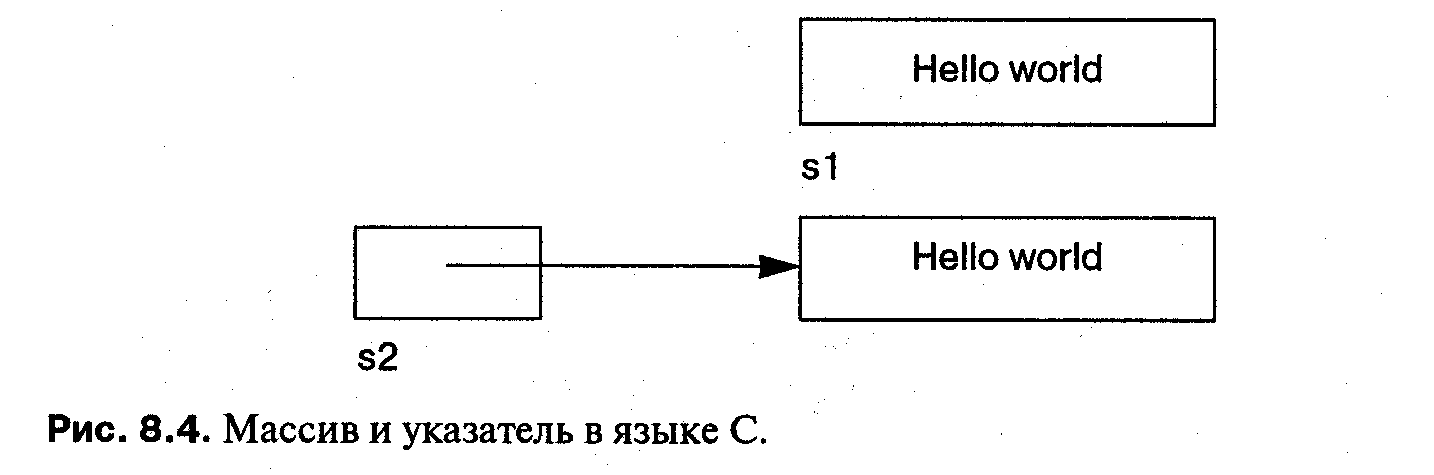 Hello world
s1
Hello world
s2
Рис. 8.4. Массив и указатель в языке C.